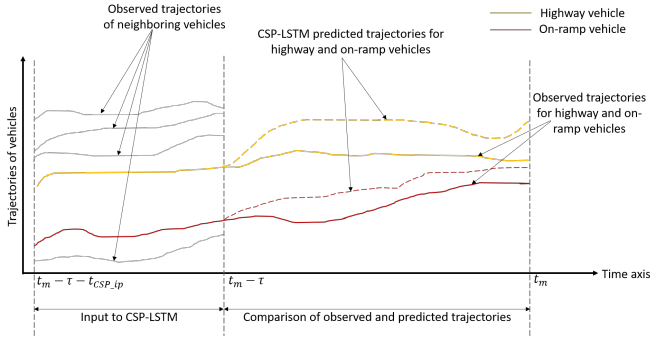 Observed trajectories
of neighboring vehicles
CSP-LSTM predicted trajectories for
highway and on-ramp vehicles
Highway vehicle
On-ramp vehicle
Observed trajectories
for highway and on-
ramp vehicles
Trajectories of vehicles
Time axis
t_m − τ − t_{CSP_ip}
t_m − τ
t_m
Input to CSP-LSTM
Comparison of observed and predicted trajectories